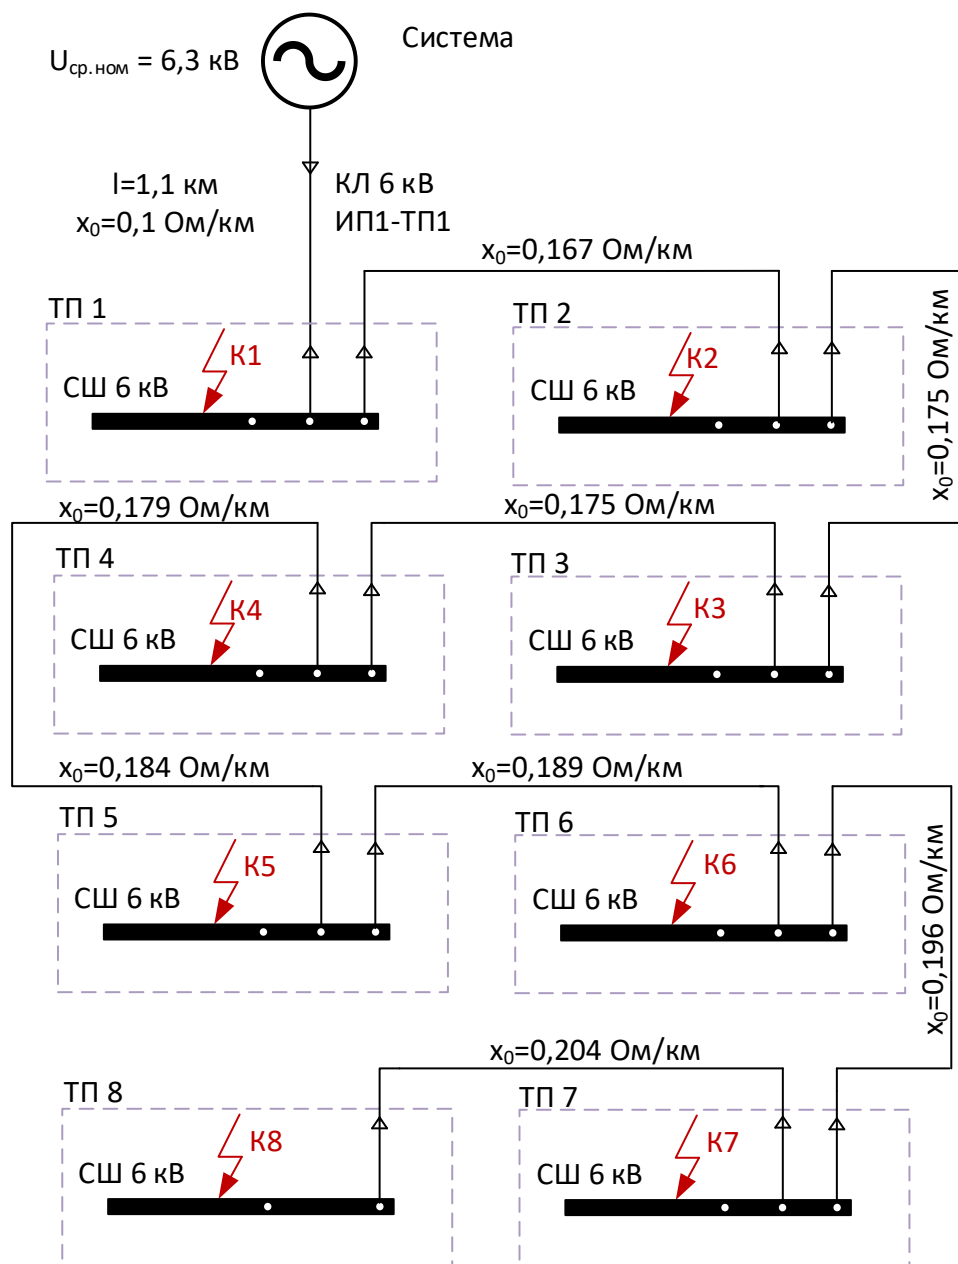 Система
Uср.ном = 6,3 кВ
l=1,1 км
x₀=0,1 Ом/км
КЛ 6 кВ
ИП1-ТП1
x₀=0,167 Ом/км
x₀=0,175 Ом/км
ТП 1
К1
СШ 6 кВ
ТП 2
К2
СШ 6 кВ
x₀=0,179 Ом/км
x₀=0,175 Ом/км
ТП 4
К4
СШ 6 кВ
ТП 3
К3
СШ 6 кВ
x₀=0,184 Ом/км
x₀=0,189 Ом/км
ТП 5
К5
СШ 6 кВ
ТП 6
К6
СШ 6 кВ
x₀=0,196 Ом/км
x₀=0,204 Ом/км
ТП 8
К8
СШ 6 кВ
ТП 7
К7
СШ 6 кВ